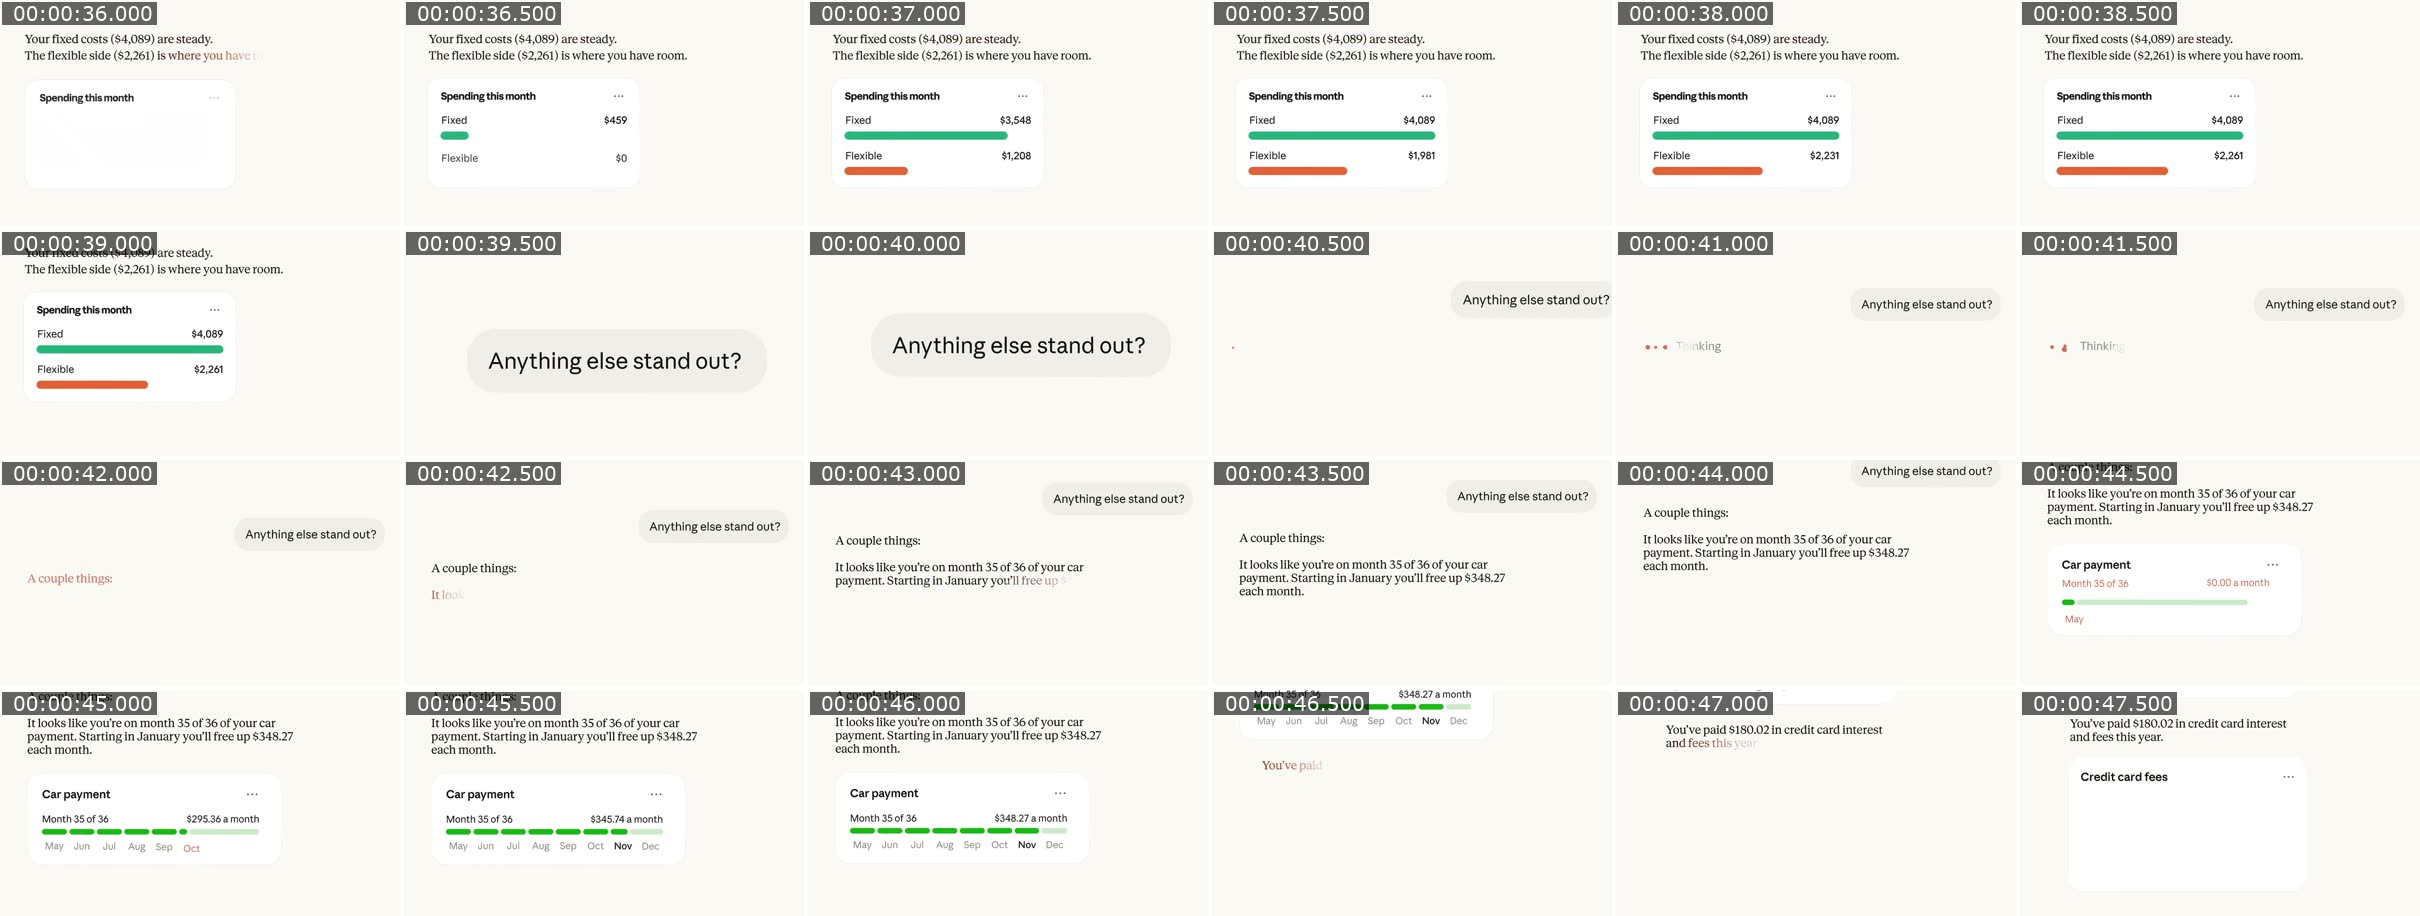 00:00:36.000
Your fixed costs ($4,089) are steady.
The flexible side ($2,261) is where you have
Spending this month ...
00:00:36.500
Your fixed costs ($4,089) are steady.
The flexible side ($2,261) is where you have room.
Spending this month ...
Fixed $459
Flexible $0
00:00:37.000
Your fixed costs ($4,089) are steady.
The flexible side ($2,261) is where you have room.
Spending this month ...
Fixed $3,548
Flexible $1,208
00:00:37.500
Your fixed costs ($4,089) are steady.
The flexible side ($2,261) is where you have room.
Spending this month ...
Fixed $4,089
Flexible $1,981
00:00:38.000
Your fixed costs ($4,089) are steady.
The flexible side ($2,261) is where you have room.
Spending this month ...
Fixed $4,089
Flexible $2,231
00:00:38.500
Your fixed costs ($4,089) are steady.
The flexible side ($2,261) is where you have room.
Spending this month ...
Fixed $4,089
Flexible $2,261
00:00:39.000
Your fixed costs ($4,089) are steady.
The flexible side ($2,261) is where you have room.
Spending this month ...
Fixed $4,089
Flexible $2,261
00:00:39.500
Anything else stand out?
00:00:40.000
Anything else stand out?
00:00:40.500
Anything else stand out?
00:00:41.000
Anything else stand out?
Thinking
00:00:41.500
Anything else stand out?
Thinking
00:00:42.000
Anything else stand out?
A couple things:
00:00:42.500
Anything else stand out?
A couple things:
It look
00:00:43.000
Anything else stand out?
A couple things:
It looks like you're on month 35 of 36 of your car
payment. Starting in January you'll free up $
00:00:43.500
Anything else stand out?
A couple things:
It looks like you're on month 35 of 36 of your car
payment. Starting in January you'll free up $348.27
each month.
00:00:44.000
Anything else stand out?
A couple things:
It looks like you're on month 35 of 36 of your car
payment. Starting in January you'll free up $348.27
each month.
00:00:44.500
A couple things:
It looks like you're on month 35 of 36 of your car
payment. Starting in January you'll free up $348.27
each month.
Car payment ...
Month 35 of 36 $0.00 a month
May
00:00:45.000
A couple things:
It looks like you're on month 35 of 36 of your car
payment. Starting in January you'll free up $348.27
each month.
Car payment ...
Month 35 of 36 $295.36 a month
May Jun Jul Aug Sep Oct
00:00:45.500
A couple things:
It looks like you're on month 35 of 36 of your car
payment. Starting in January you'll free up $348.27
each month.
Car payment ...
Month 35 of 36 $345.74 a month
May Jun Jul Aug Sep Oct Nov Dec
00:00:46.000
A couple things:
It looks like you're on month 35 of 36 of your car
payment. Starting in January you'll free up $348.27
each month.
Car payment ...
Month 35 of 36 $348.27 a month
May Jun Jul Aug Sep Oct Nov Dec
00:00:46.500
Month 35 of 36 $348.27 a month
May Jun Jul Aug Sep Oct Nov Dec
You've paid
00:00:47.000
You've paid $180.02 in credit card interest
and fees this year
00:00:47.500
You've paid $180.02 in credit card interest
and fees this year.
Credit card fees ...